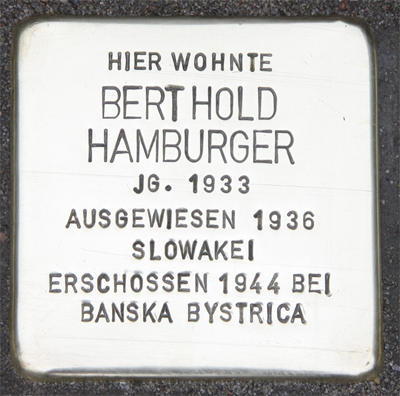 HIER WOHNTE
BERTHOLD
HAMBURGER
JG. 1933
AUSGEWIESEN 1936
SLOWAKEI
ERSCHOSSEN 1944 BEI
BANSKA BYSTRICA